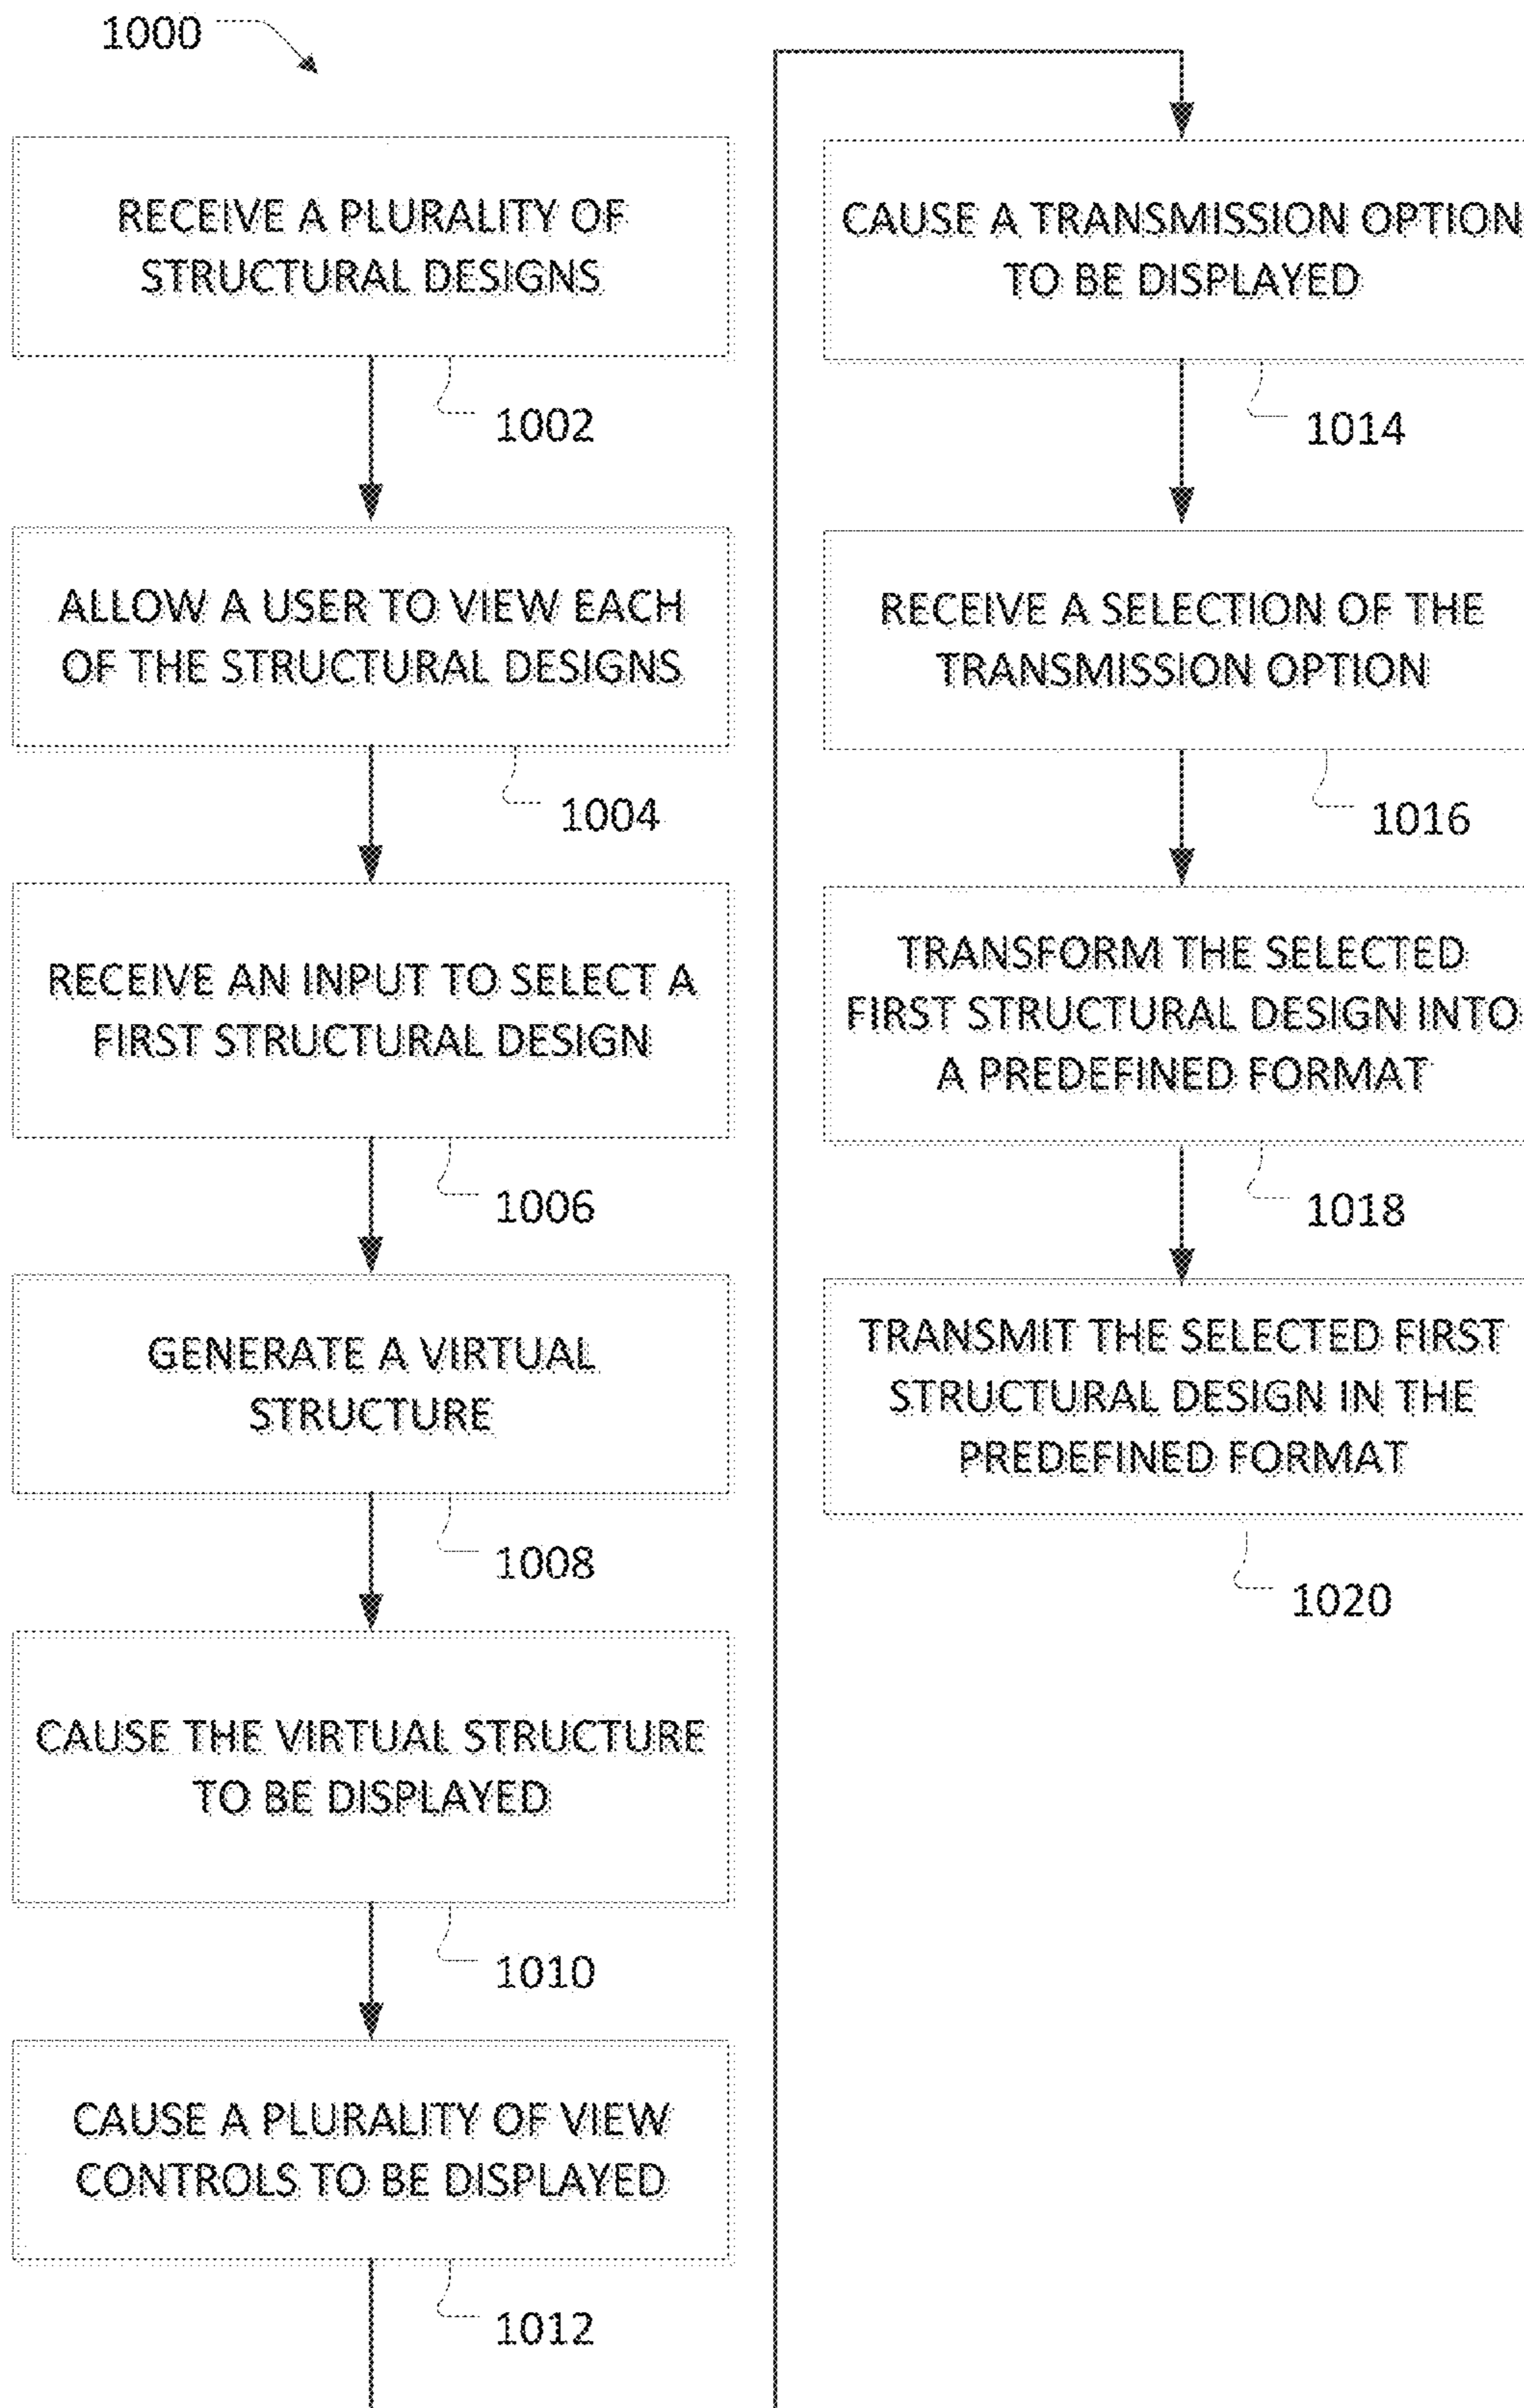 1000
RECEIVE A PLURALITY OF
STRUCTURAL DESIGNS
1002
ALLOW A USER TO VIEW EACH
OF THE STRUCTURAL DESIGNS
1004
RECEIVE AN INPUT TO SELECT A
FIRST STRUCTURAL DESIGN
1006
GENERATE A VIRTUAL
STRUCTURE
1008
CAUSE THE VIRTUAL STRUCTURE
TO BE DISPLAYED
1010
CAUSE A PLURALITY OF VIEW
CONTROLS TO BE DISPLAYED
1012
CAUSE A TRANSMISSION OPTION
TO BE DISPLAYED
1014
RECEIVE A SELECTION OF THE
TRANSMISSION OPTION
1016
TRANSFORM THE SELECTED
FIRST STRUCTURAL DESIGN INTO
A PREDEFINED FORMAT
1018
TRANSMIT THE SELECTED FIRST
STRUCTURAL DESIGN IN THE
PREDEFINED FORMAT
1020